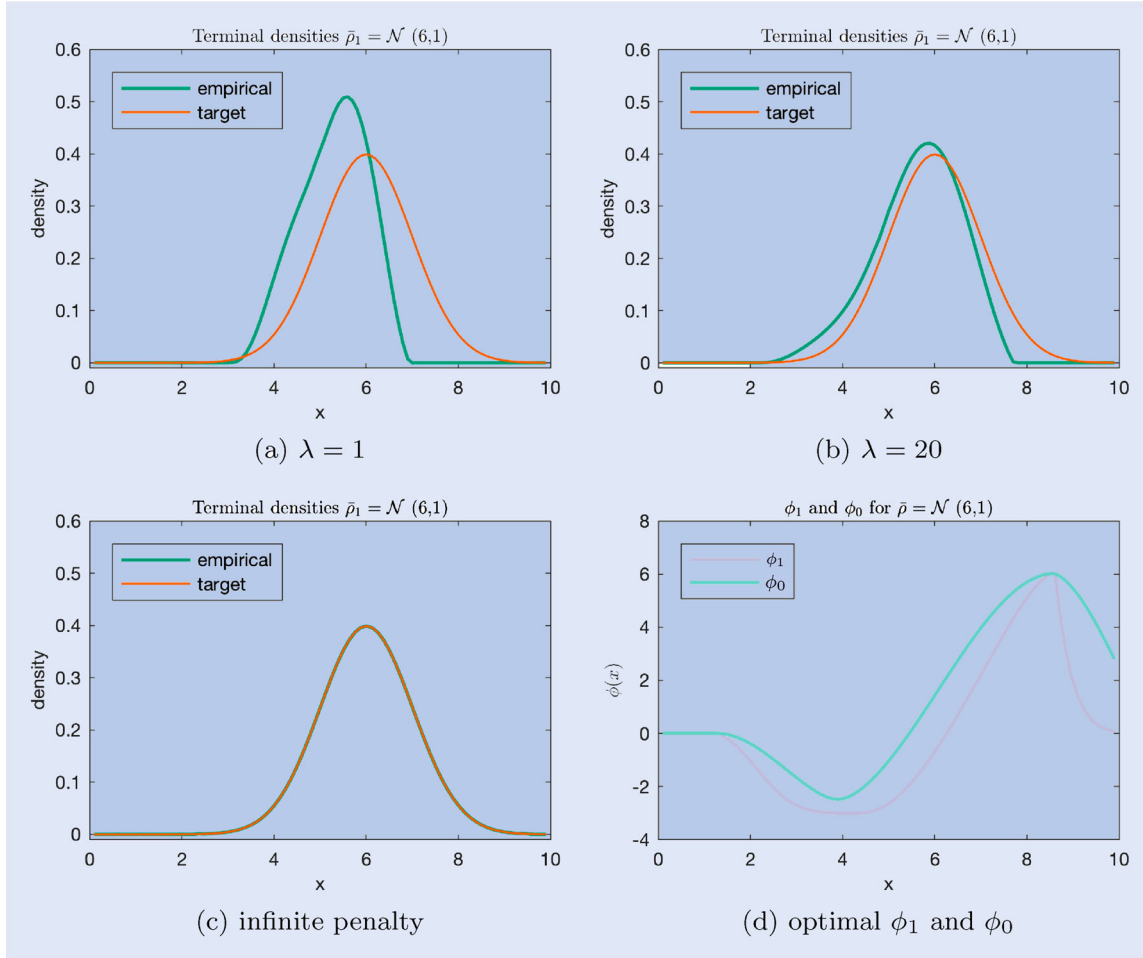 Terminal densities ρ̄₁ = 𝒩 (6,1)
0.6
0.5
0.4
0.3
0.2
0.1
0
density
empirical
target
0 2 4 6 8 10
x
(a) λ = 1
Terminal densities ρ̄₁ = 𝒩 (6,1)
0.6
0.5
0.4
0.3
0.2
0.1
0
density
empirical
target
0 2 4 6 8 10
x
(b) λ = 20
Terminal densities ρ̄₁ = 𝒩 (6,1)
0.6
0.5
0.4
0.3
0.2
0.1
0
density
empirical
target
0 2 4 6 8 10
x
(c) infinite penalty
ϕ₁ and ϕ₀ for ρ̄ = 𝒩 (6,1)
8
6
4
2
0
-2
-4
ϕ(x)
ϕ₁
ϕ₀
0 2 4 6 8 10
x
(d) optimal ϕ₁ and ϕ₀